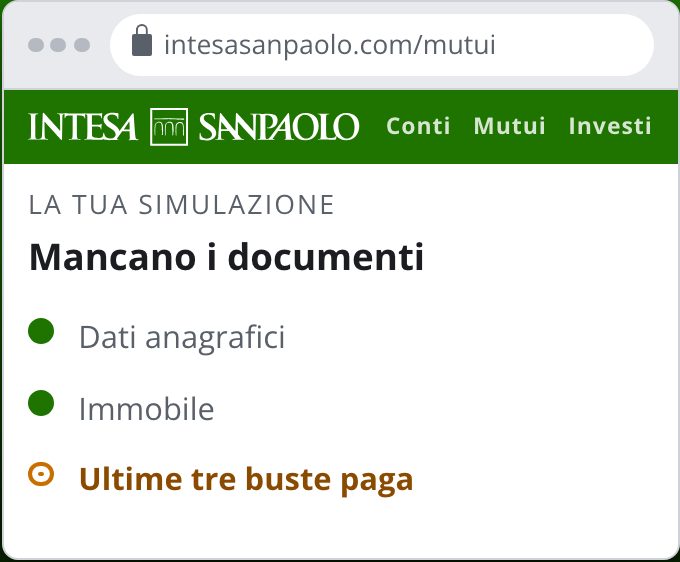 intesasanpaolo.com/mutui
INTESA SANPAOLO Conti Mutui Investi
LA TUA SIMULAZIONE
Mancano i documenti
Dati anagrafici
Immobile
Ultime tre buste paga